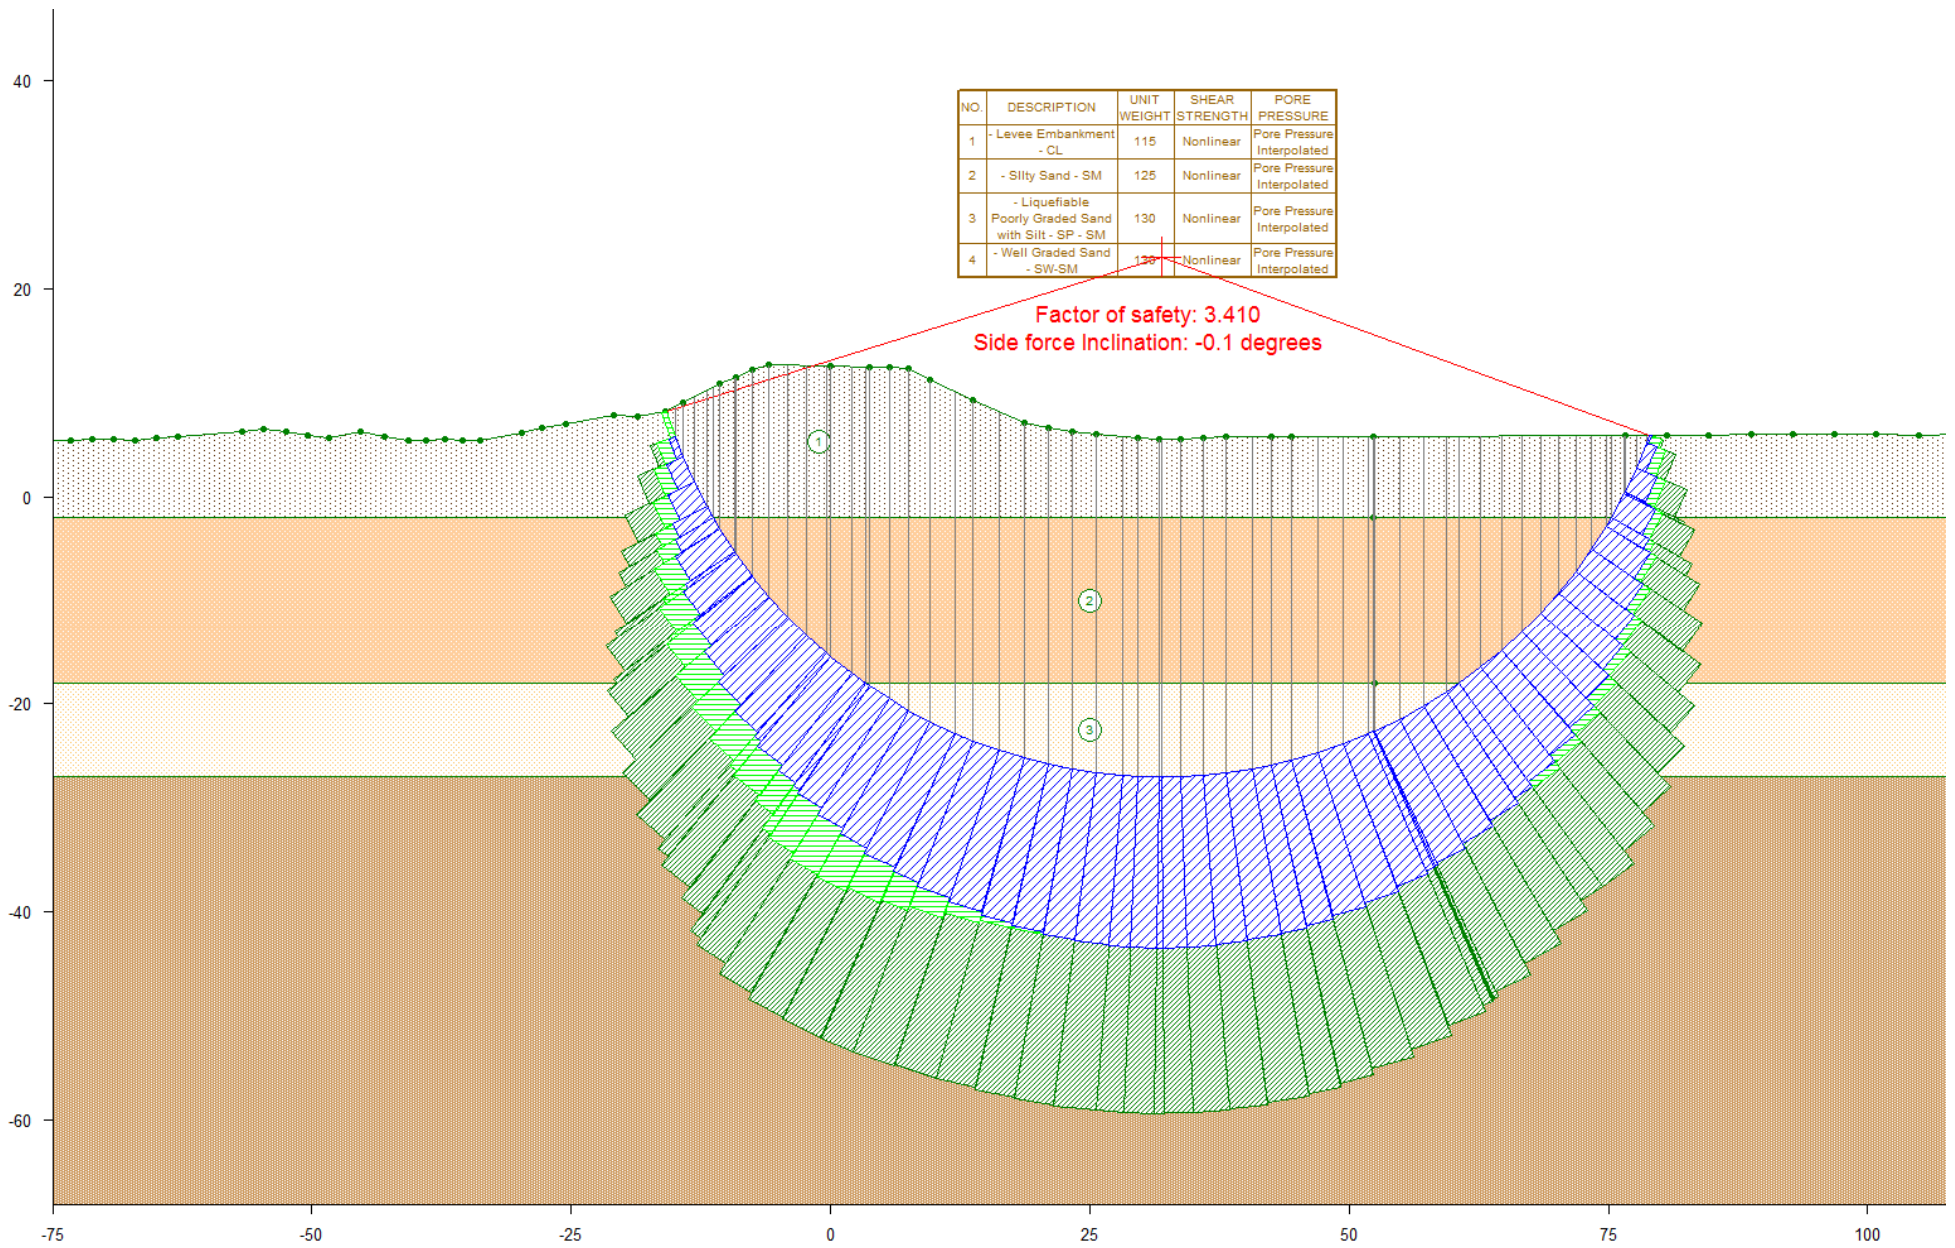 40
20
0
-20
-40
-60
-75
-50
-25
0
25
50
75
100
NO. DESCRIPTION UNIT WEIGHT SHEAR STRENGTH PORE PRESSURE
1 - Levee Embankment - CL 115 Nonlinear Pore Pressure Interpolated
2 - SIlty Sand - SM 125 Nonlinear Pore Pressure Interpolated
3 - Liquefiable Poorly Graded Sand with Silt - SP - SM 130 Nonlinear Pore Pressure Interpolated
4 - Well Graded Sand - SW-SM Nonlinear Pore Pressure Interpolated
Factor of safety: 3.410
Side force Inclination: -0.1 degrees
1
2
3